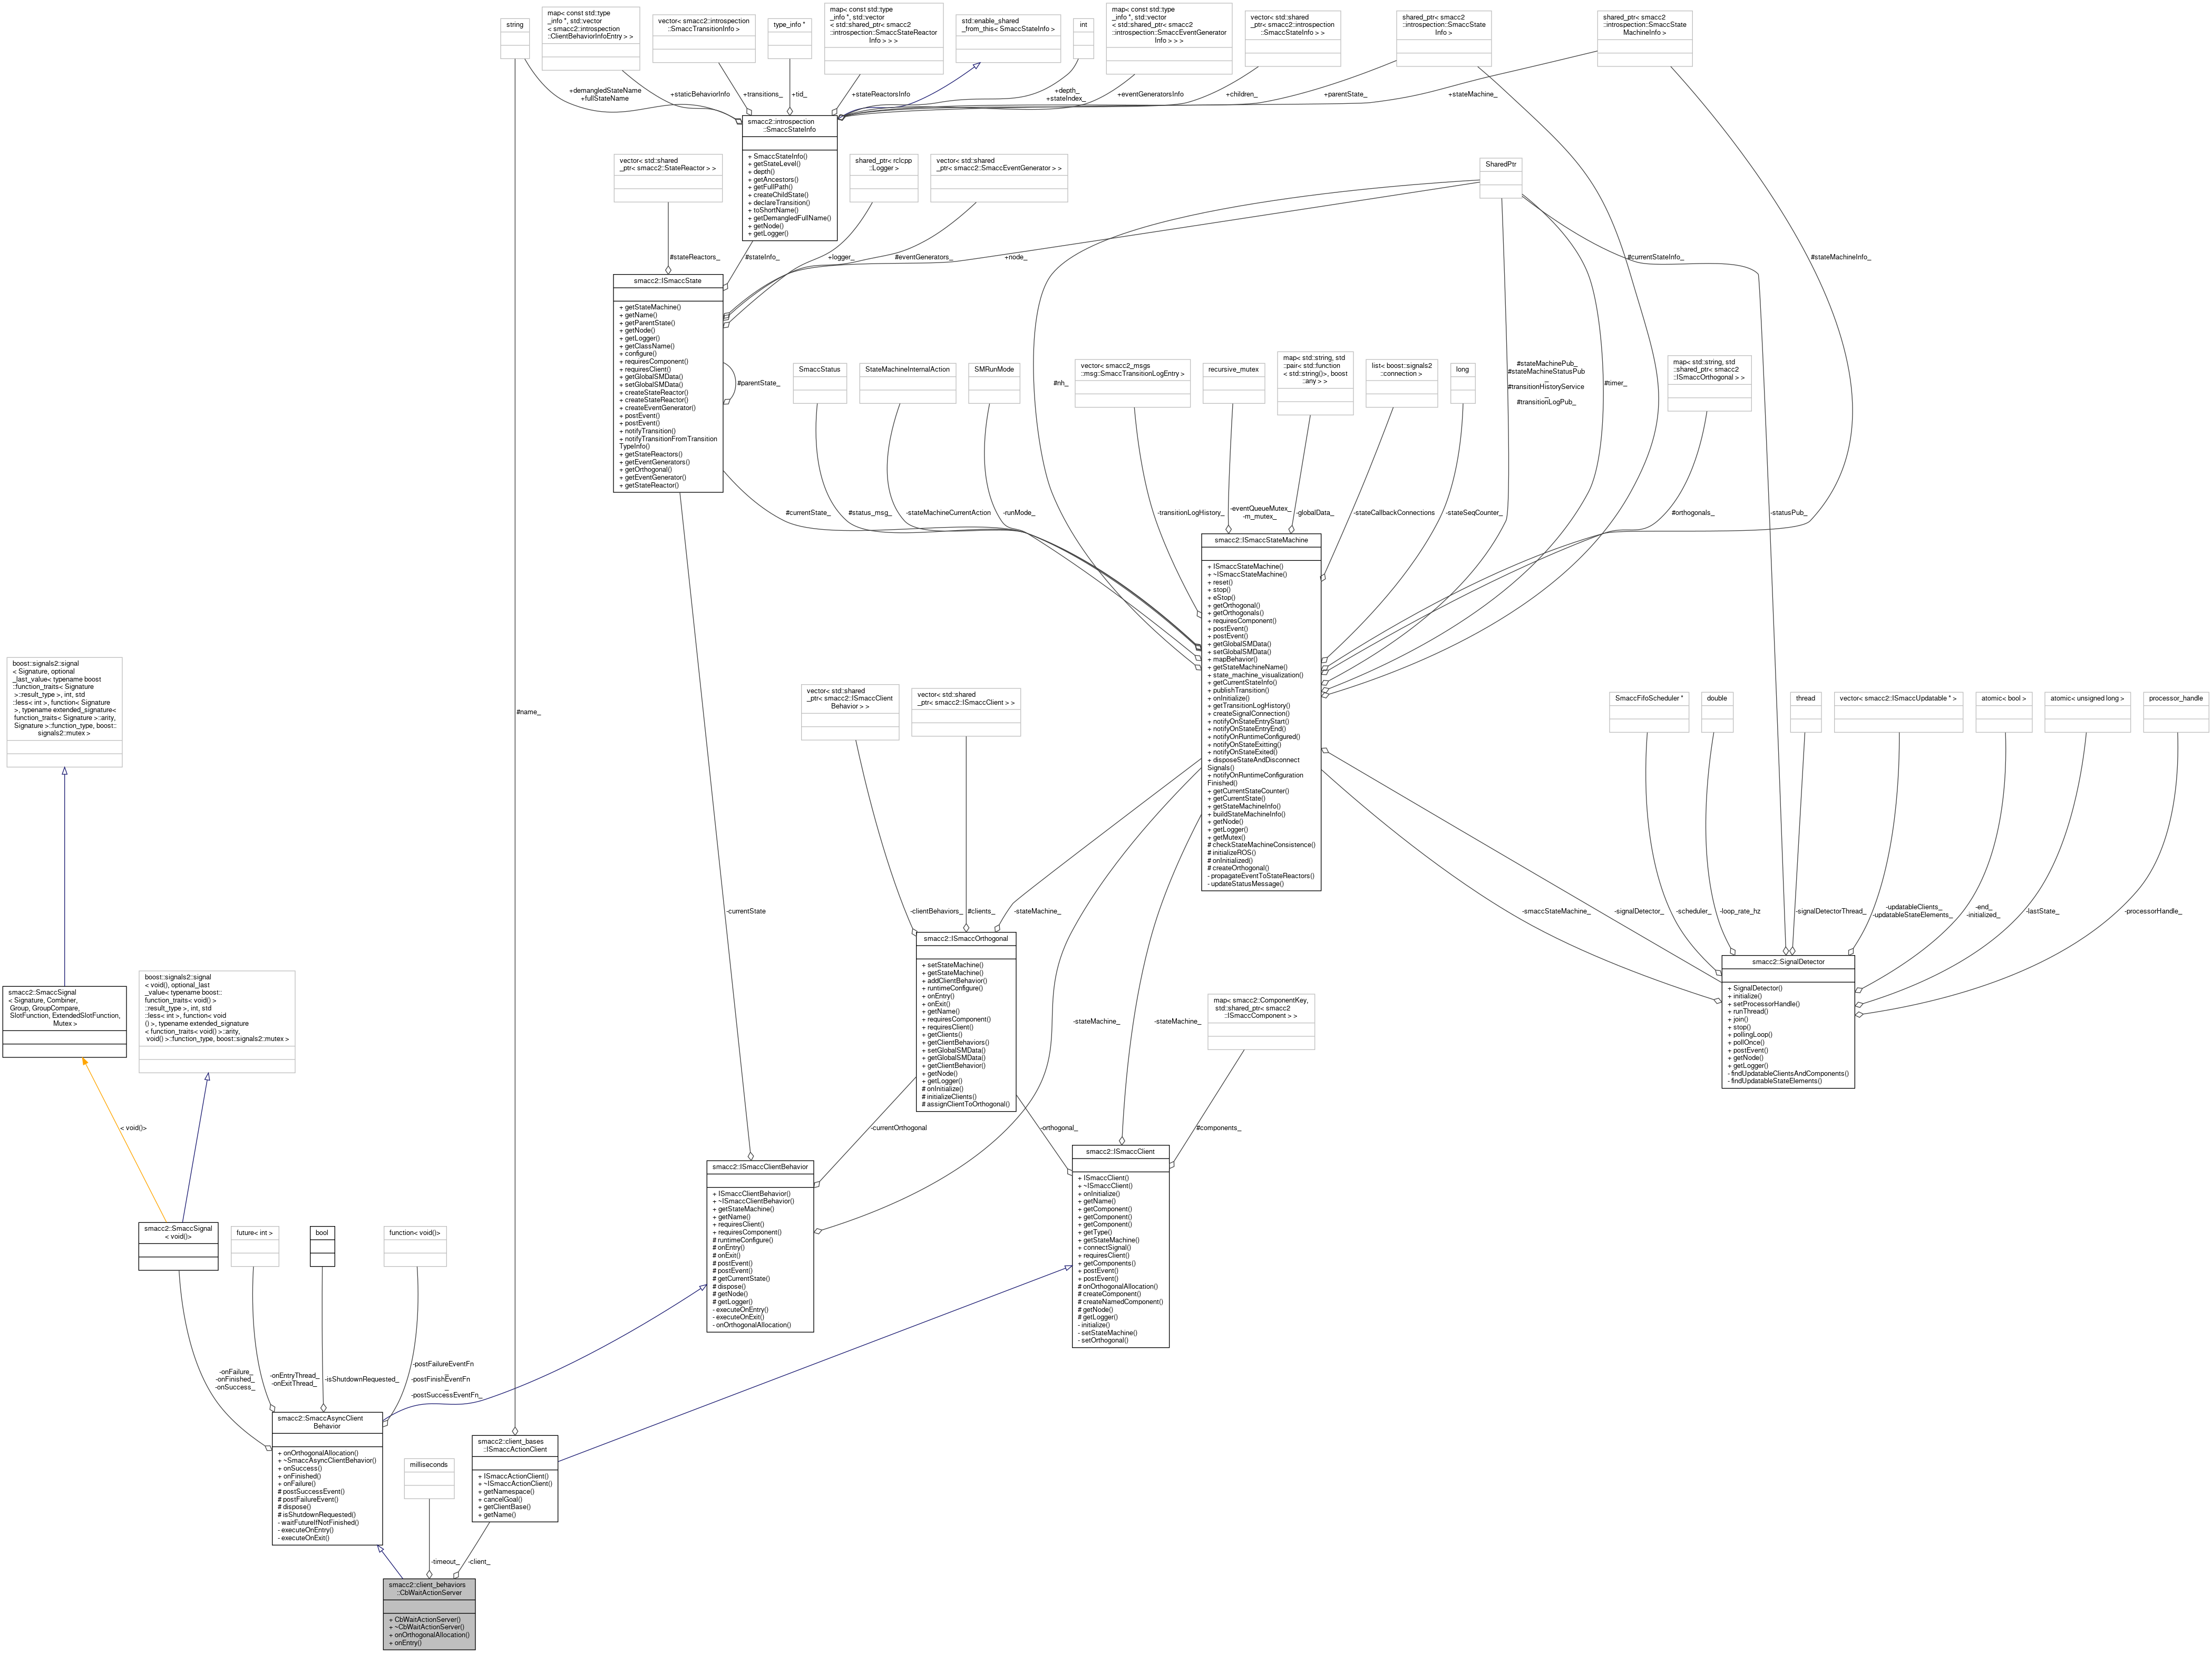 string
map< const std::type
_info *, std::vector
< smacc2::introspection
::ClientBehaviorInfoEntry > >
vector< smacc2::introspection
::SmaccTransitionInfo >
type_info *
map< const std::type
_info *, std::vector
< std::shared_ptr< smacc2
::introspection::SmaccStateReactor
Info > > >
std::enable_shared
_from_this< SmaccStateInfo >
int
map< const std::type
_info *, std::vector
< std::shared_ptr< smacc2
::introspection::SmaccEventGenerator
Info > > >
vector< std::shared
_ptr< smacc2::introspection
::SmaccStateInfo > >
shared_ptr< smacc2
::introspection::SmaccState
Info >
shared_ptr< smacc2
::introspection::SmaccState
MachineInfo >
+demangledStateName
+fullStateName
+staticBehaviorInfo
+transitions_
+tid_
+stateReactorsInfo
+depth_
+stateIndex_
+eventGeneratorsInfo
+children_
+parentState_
+stateMachine_
smacc2::introspection
::SmaccStateInfo
+ SmaccStateInfo()
+ getStateLevel()
+ depth()
+ getAncestors()
+ getFullPath()
+ createChildState()
+ declareTransition()
+ toShortName()
+ getDemangledFullName()
+ getNode()
+ getLogger()
vector< std::shared
_ptr< smacc2::StateReactor > >
shared_ptr< rclcpp
::Logger >
vector< std::shared
_ptr< smacc2::SmaccEventGenerator > >
SharedPtr
#stateReactors_
#stateInfo_
+logger_
#eventGenerators_
+node_
#currentStateInfo_
#stateMachineInfo_
smacc2::ISmaccState
+ getStateMachine()
+ getName()
+ getParentState()
+ getNode()
+ getLogger()
+ getClassName()
+ configure()
+ requiresComponent()
+ requiresClient()
+ getGlobalSMData()
+ setGlobalSMData()
+ createStateReactor()
+ createStateReactor()
+ createEventGenerator()
+ postEvent()
+ postEvent()
+ notifyTransition()
+ notifyTransitionFromTransition
TypeInfo()
+ getStateReactors()
+ getEventGenerators()
+ getOrthogonal()
+ getEventGenerator()
+ getStateReactor()
#parentState_
SmaccStatus
StateMachineInternalAction
SMRunMode
#nh_
vector< smacc2_msgs
::msg::SmaccTransitionLogEntry >
recursive_mutex
map< std::string, std
::pair< std::function
< std::string()>, boost
::any > >
list< boost::signals2
::connection >
long
#stateMachinePub_
#stateMachineStatusPub
_
#transitionHistoryService
_
#transitionLogPub_
#timer_
map< std::string, std
::shared_ptr< smacc2
::ISmaccOrthogonal > >
#currentState_
#status_msg_
-stateMachineCurrentAction
-runMode_
-transitionLogHistory_
-eventQueueMutex_
-m_mutex_
-globalData_
-stateCallbackConnections
-stateSeqCounter_
#orthogonals_
-statusPub_
smacc2::ISmaccStateMachine
+ ISmaccStateMachine()
+ ~ISmaccStateMachine()
+ reset()
+ stop()
+ eStop()
+ getOrthogonal()
+ getOrthogonals()
+ requiresComponent()
+ postEvent()
+ postEvent()
+ getGlobalSMData()
+ setGlobalSMData()
+ mapBehavior()
+ getStateMachineName()
+ state_machine_visualization()
+ getCurrentStateInfo()
+ publishTransition()
+ onInitialize()
+ getTransitionLogHistory()
+ createSignalConnection()
+ notifyOnStateEntryStart()
+ notifyOnStateEntryEnd()
+ notifyOnRuntimeConfigured()
+ notifyOnStateExitting()
+ notifyOnStateExited()
+ disposeStateAndDisconnect
Signals()
+ notifyOnRuntimeConfiguration
Finished()
+ getCurrentStateCounter()
+ getCurrentState()
+ getStateMachineInfo()
+ buildStateMachineInfo()
+ getNode()
+ getLogger()
+ getMutex()
# checkStateMachineConsistence()
# initializeROS()
# onInitialized()
# createOrthogonal()
- propagateEventToStateReactors()
- updateStatusMessage()
boost::signals2::signal
< Signature, optional
_last_value< typename boost
::function_traits< Signature
>::result_type >, int, std
::less< int >, function< Signature
>, typename extended_signature<
function_traits< Signature >::arity,
Signature >::function_type, boost::
signals2::mutex >
#name_
vector< std::shared
_ptr< smacc2::ISmaccClient
Behavior > >
vector< std::shared
_ptr< smacc2::ISmaccClient > >
SmaccFifoScheduler *
double
thread
vector< smacc2::ISmaccUpdatable * >
atomic< bool >
atomic< unsigned long >
processor_handle
-currentState
-clientBehaviors_
#clients_
-stateMachine_
-smaccStateMachine_
-signalDetector_
-scheduler_
-loop_rate_hz
-signalDetectorThread_
-updatableClients_
-updatableStateElements_
-end_
-initialized_
-lastState_
-processorHandle_
smacc2::ISmaccOrthogonal
+ setStateMachine()
+ getStateMachine()
+ addClientBehavior()
+ runtimeConfigure()
+ onEntry()
+ onExit()
+ getName()
+ requiresComponent()
+ requiresClient()
+ getClients()
+ getClientBehaviors()
+ setGlobalSMData()
+ getGlobalSMData()
+ getClientBehavior()
+ getNode()
+ getLogger()
# onInitialize()
# initializeClients()
# assignClientToOrthogonal()
smacc2::SignalDetector
+ SignalDetector()
+ initialize()
+ setProcessorHandle()
+ runThread()
+ join()
+ stop()
+ pollingLoop()
+ pollOnce()
+ postEvent()
+ getNode()
+ getLogger()
- findUpdatableClientsAndComponents()
- findUpdatableStateElements()
smacc2::SmaccSignal
< Signature, Combiner,
Group, GroupCompare,
SlotFunction, ExtendedSlotFunction,
Mutex >
boost::signals2::signal
< void(), optional_last
_value< typename boost::
function_traits< void()
>::result_type >, int, std
::less< int >, function< void
() >, typename extended_signature
< function_traits< void() >::arity,
void() >::function_type, boost::signals2::mutex >
-stateMachine_
-stateMachine_
map< smacc2::ComponentKey,
std::shared_ptr< smacc2
::ISmaccComponent > >
< void()>
-currentOrthogonal
-orthogonal_
#components_
smacc2::ISmaccClientBehavior
+ ISmaccClientBehavior()
+ ~ISmaccClientBehavior()
+ getStateMachine()
+ getName()
+ requiresClient()
+ requiresComponent()
# runtimeConfigure()
# onEntry()
# onExit()
# postEvent()
# postEvent()
# getCurrentState()
# dispose()
# getNode()
# getLogger()
- executeOnEntry()
- executeOnExit()
- onOrthogonalAllocation()
smacc2::ISmaccClient
+ ISmaccClient()
+ ~ISmaccClient()
+ onInitialize()
+ getName()
+ getComponent()
+ getComponent()
+ getComponent()
+ getType()
+ getStateMachine()
+ connectSignal()
+ requiresClient()
+ getComponents()
+ postEvent()
+ postEvent()
# onOrthogonalAllocation()
# createComponent()
# createNamedComponent()
# getNode()
# getLogger()
- initialize()
- setStateMachine()
- setOrthogonal()
smacc2::SmaccSignal
< void()>
future< int >
bool
function< void()>
-onFailure_
-onFinished_
-onSuccess_
-onEntryThread_
-onExitThread_
-isShutdownRequested_
-postFailureEventFn
_
-postFinishEventFn
_
-postSuccessEventFn_
smacc2::SmaccAsyncClient
Behavior
+ onOrthogonalAllocation()
+ ~SmaccAsyncClientBehavior()
+ onSuccess()
+ onFinished()
+ onFailure()
# postSuccessEvent()
# postFailureEvent()
# dispose()
# isShutdownRequested()
- waitFutureIfNotFinished()
- executeOnEntry()
- executeOnExit()
milliseconds
smacc2::client_bases
::ISmaccActionClient
+ ISmaccActionClient()
+ ~ISmaccActionClient()
+ getNamespace()
+ cancelGoal()
+ getClientBase()
+ getName()
-timeout_
-client_
smacc2::client_behaviors
::CbWaitActionServer
+ CbWaitActionServer()
+ ~CbWaitActionServer()
+ onOrthogonalAllocation()
+ onEntry()